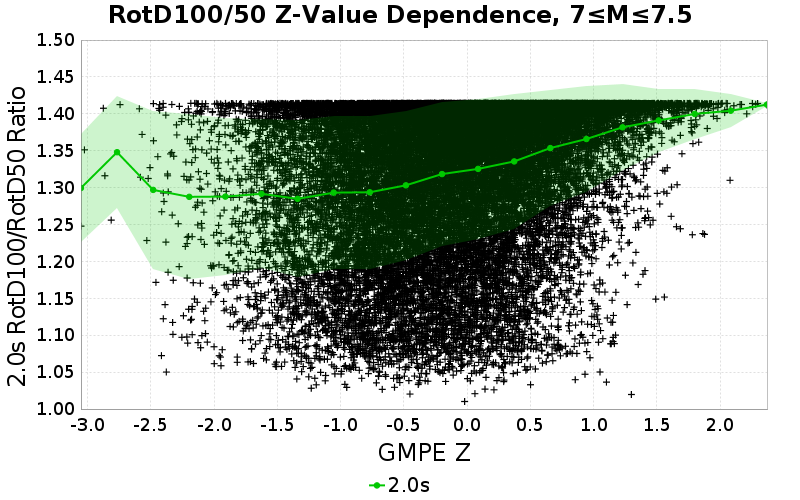 RotD100/50 Z-Value Dependence, 7≤M≤7.5
2.0s RotD100/RotD50 Ratio
1.50
1.45
1.40
1.35
1.30
1.25
1.20
1.15
1.10
1.05
1.00
-3.0 -2.5 -2.0 -1.5 -1.0 -0.5 0.0 0.5 1.0 1.5 2.0
GMPE Z
2.0s